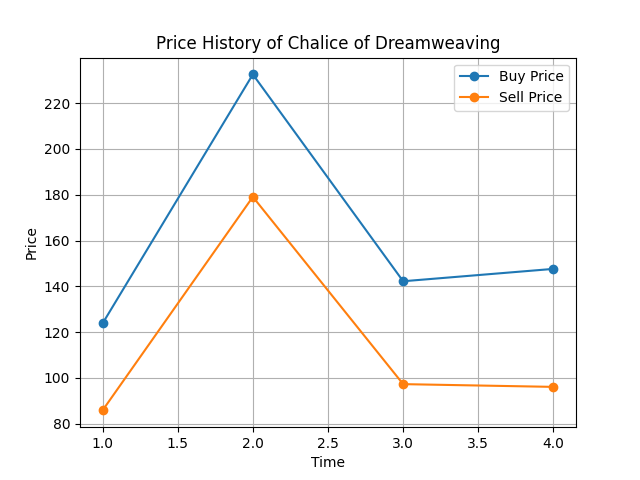 Price History of Chalice of Dreamweaving
Buy Price
Sell Price
Price
220
200
180
160
140
120
100
80
1.0 1.5 2.0 2.5 3.0 3.5 4.0
Time